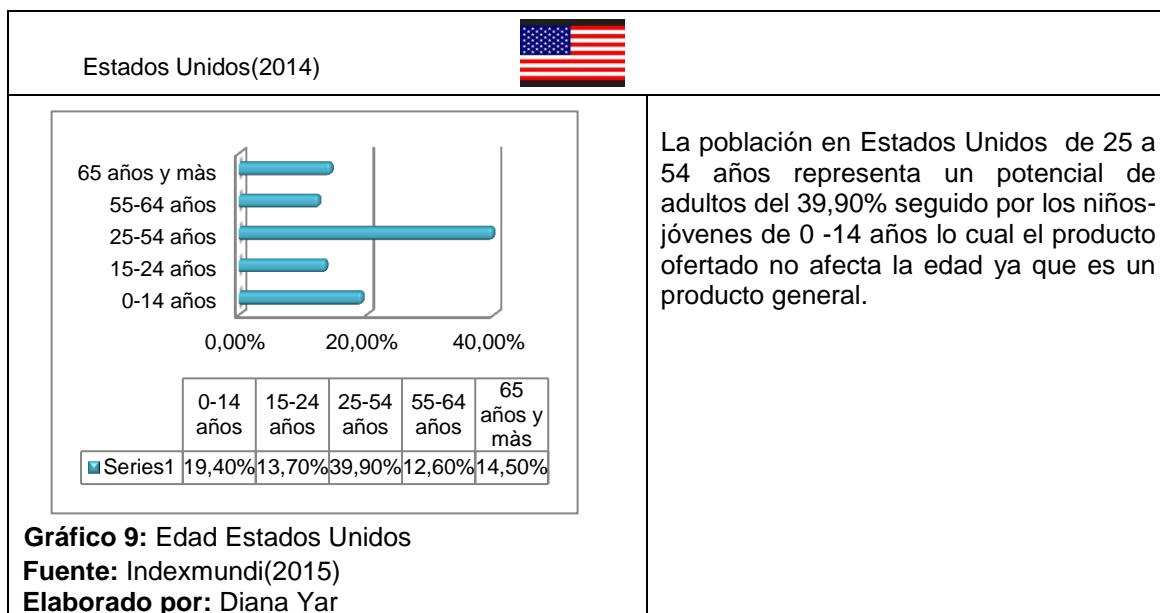 Estados Unidos(2014)
65 años y màs
55-64 años
25-54 años
15-24 años
0-14 años
0,00% 20,00% 40,00%
0-14 años 15-24 años 25-54 años 55-64 años 65 años y màs
Series1 19,40% 13,70% 39,90% 12,60% 14,50%
Gráfico 9: Edad Estados Unidos
Fuente: Indexmundi(2015)
Elaborado por: Diana Yar
La población en Estados Unidos de 25 a
54 años representa un potencial de
adultos del 39,90% seguido por los niños-
jóvenes de 0 -14 años lo cual el producto
ofertado no afecta la edad ya que es un
producto general.